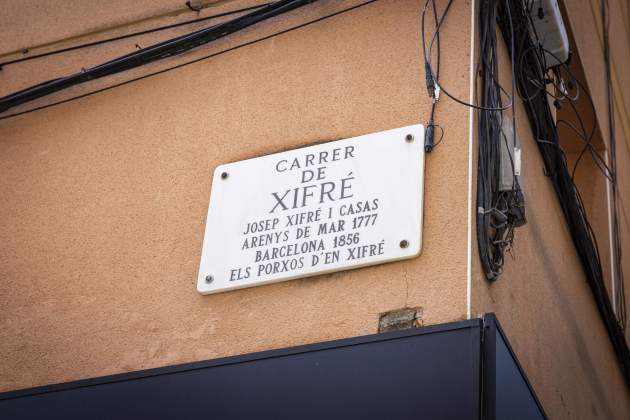 CARRER
DE
XIFRÉ
JOSEP XIFRÉ I CASAS
ARENYS DE MAR 1777
BARCELONA 1856
ELS PORXOS D'EN XIFRÉ